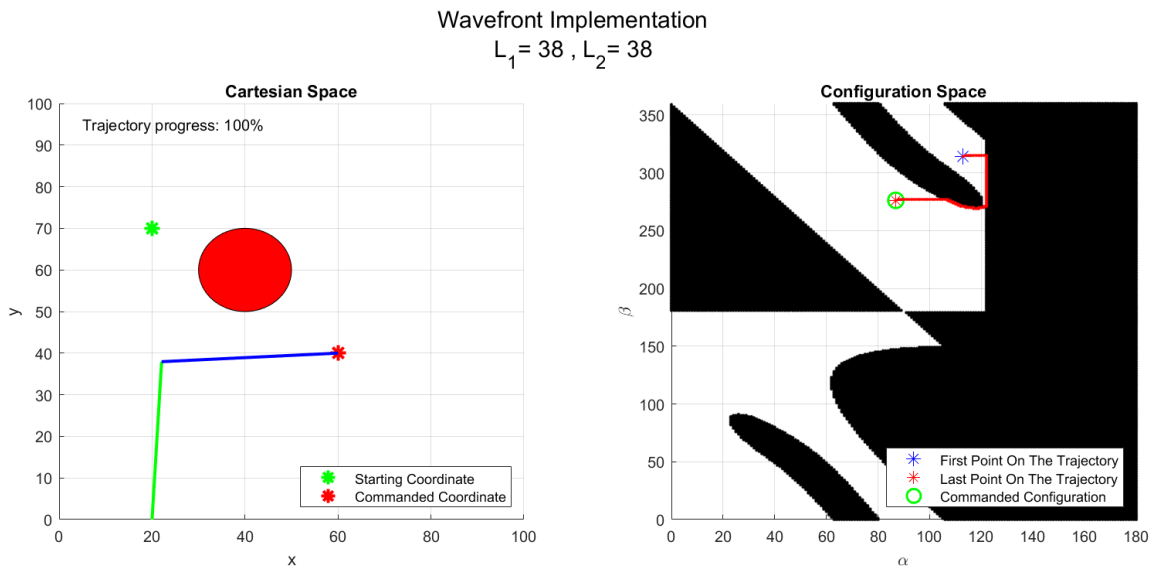 Wavefront Implementation
L1= 38 , L2= 38
Cartesian Space
Trajectory progress: 100%
100
90
80
70
60
50
40
30
20
10
0
y
0 20 40 60 80 100
x
Starting Coordinate
Commanded Coordinate
Configuration Space
350
300
250
200
150
100
50
0
β
0 20 40 60 80 100 120 140 160 180
α
First Point On The Trajectory
Last Point On The Trajectory
Commanded Configuration